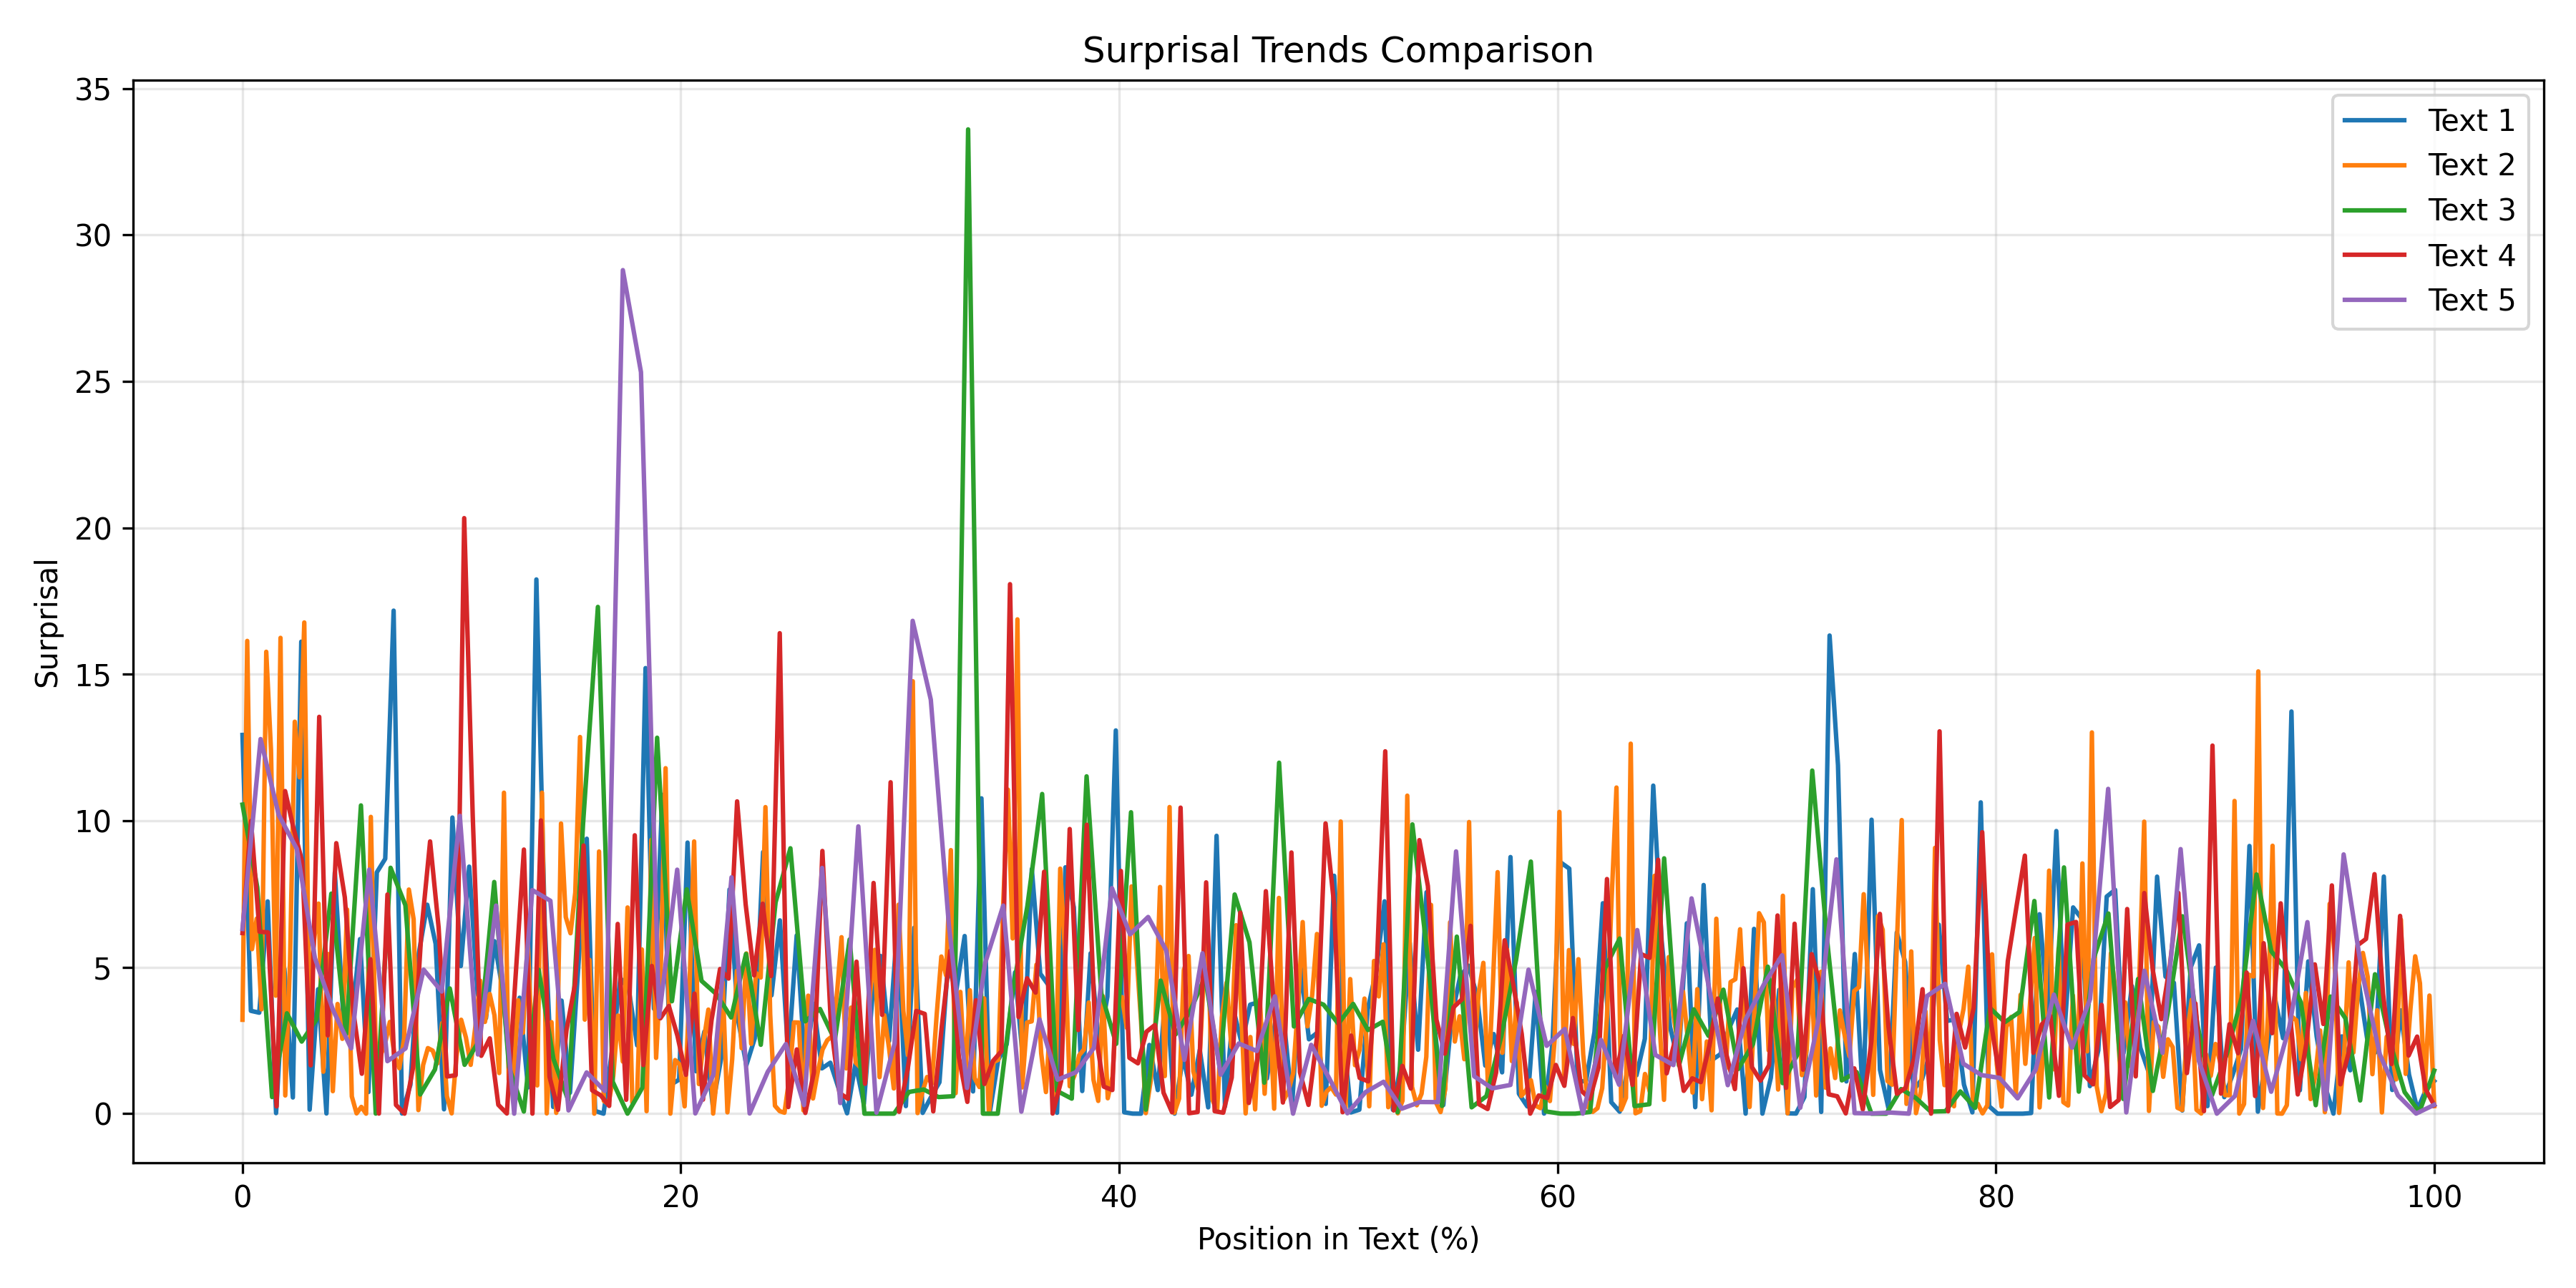 Surprisal Trends Comparison
35
30
25
20
15
10
5
0
Surprisal
0 20 40 60 80 100
Position in Text (%)
Text 1
Text 2
Text 3
Text 4
Text 5